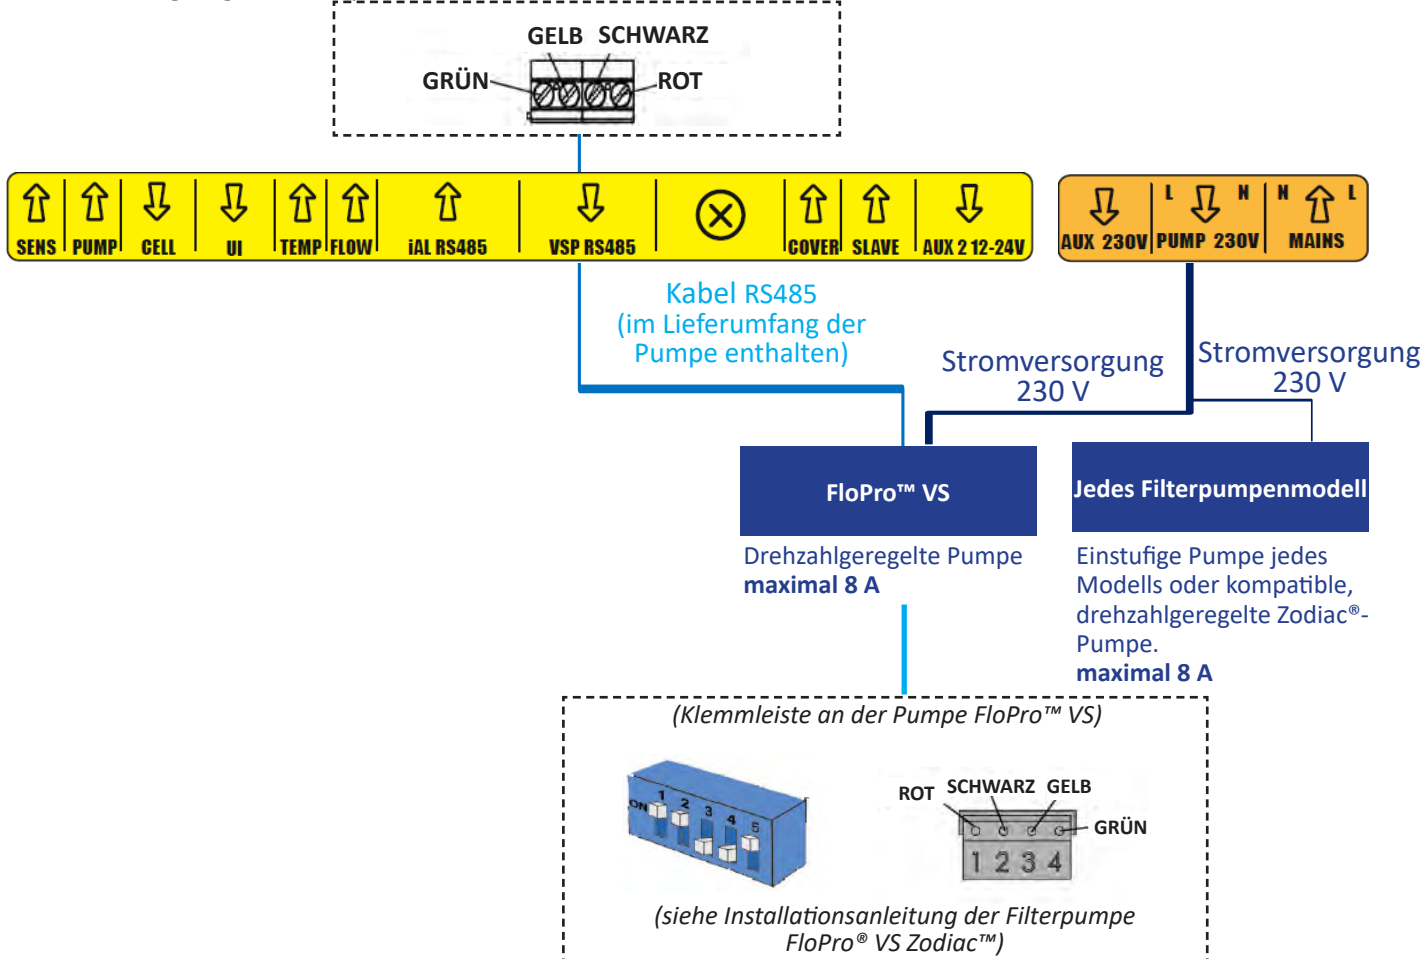 GELB SCHWARZ
GRÜN ROT
SENS PUMP CELL UI TEMP FLOW iAL RS485 VSP RS485 COVER SLAVE AUX 2 12-24V
L N N L
AUX 230V PUMP 230V MAINS
Kabel RS485
(im Lieferumfang der
Pumpe enthalten)
Stromversorgung
230 V
Stromversorgung
230 V
FloPro™ VS
Drehzahlgeregelte Pumpe
maximal 8 A
Jedes Filterpumpenmodell
Einstufige Pumpe jedes
Modells oder kompatible,
drehzahlgeregelte Zodiac®-
Pumpe.
maximal 8 A
(Klemmleiste an der Pumpe FloPro™ VS)
ON 1 2 3 4 5
ROT SCHWARZ GELB
GRÜN
1 2 3 4
(siehe Installationsanleitung der Filterpumpe
FloPro® VS Zodiac™)